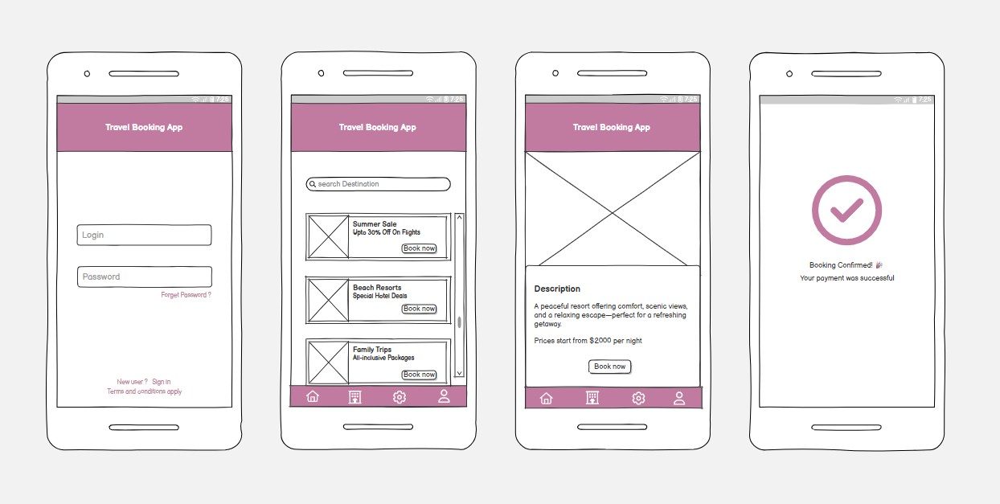 7:25
Travel Booking App
Login
Password
Forget Password ?
New user ? Sign in
Terms and conditions apply
7:25
Travel Booking App
search Destination
Summer Sale
Upto 30% Off On Flights
Book now
Beach Resorts
Special Hotel Deals
Book now
Family Trips
All-inclusive Packages
Book now
7:25
Travel Booking App
Description
A peaceful resort offering comfort, scenic views,
and a relaxing escape—perfect for a refreshing
getaway.
Prices start from $2000 per night
Book now
7:25
Booking Confirmed! 🎉
Your payment was successful